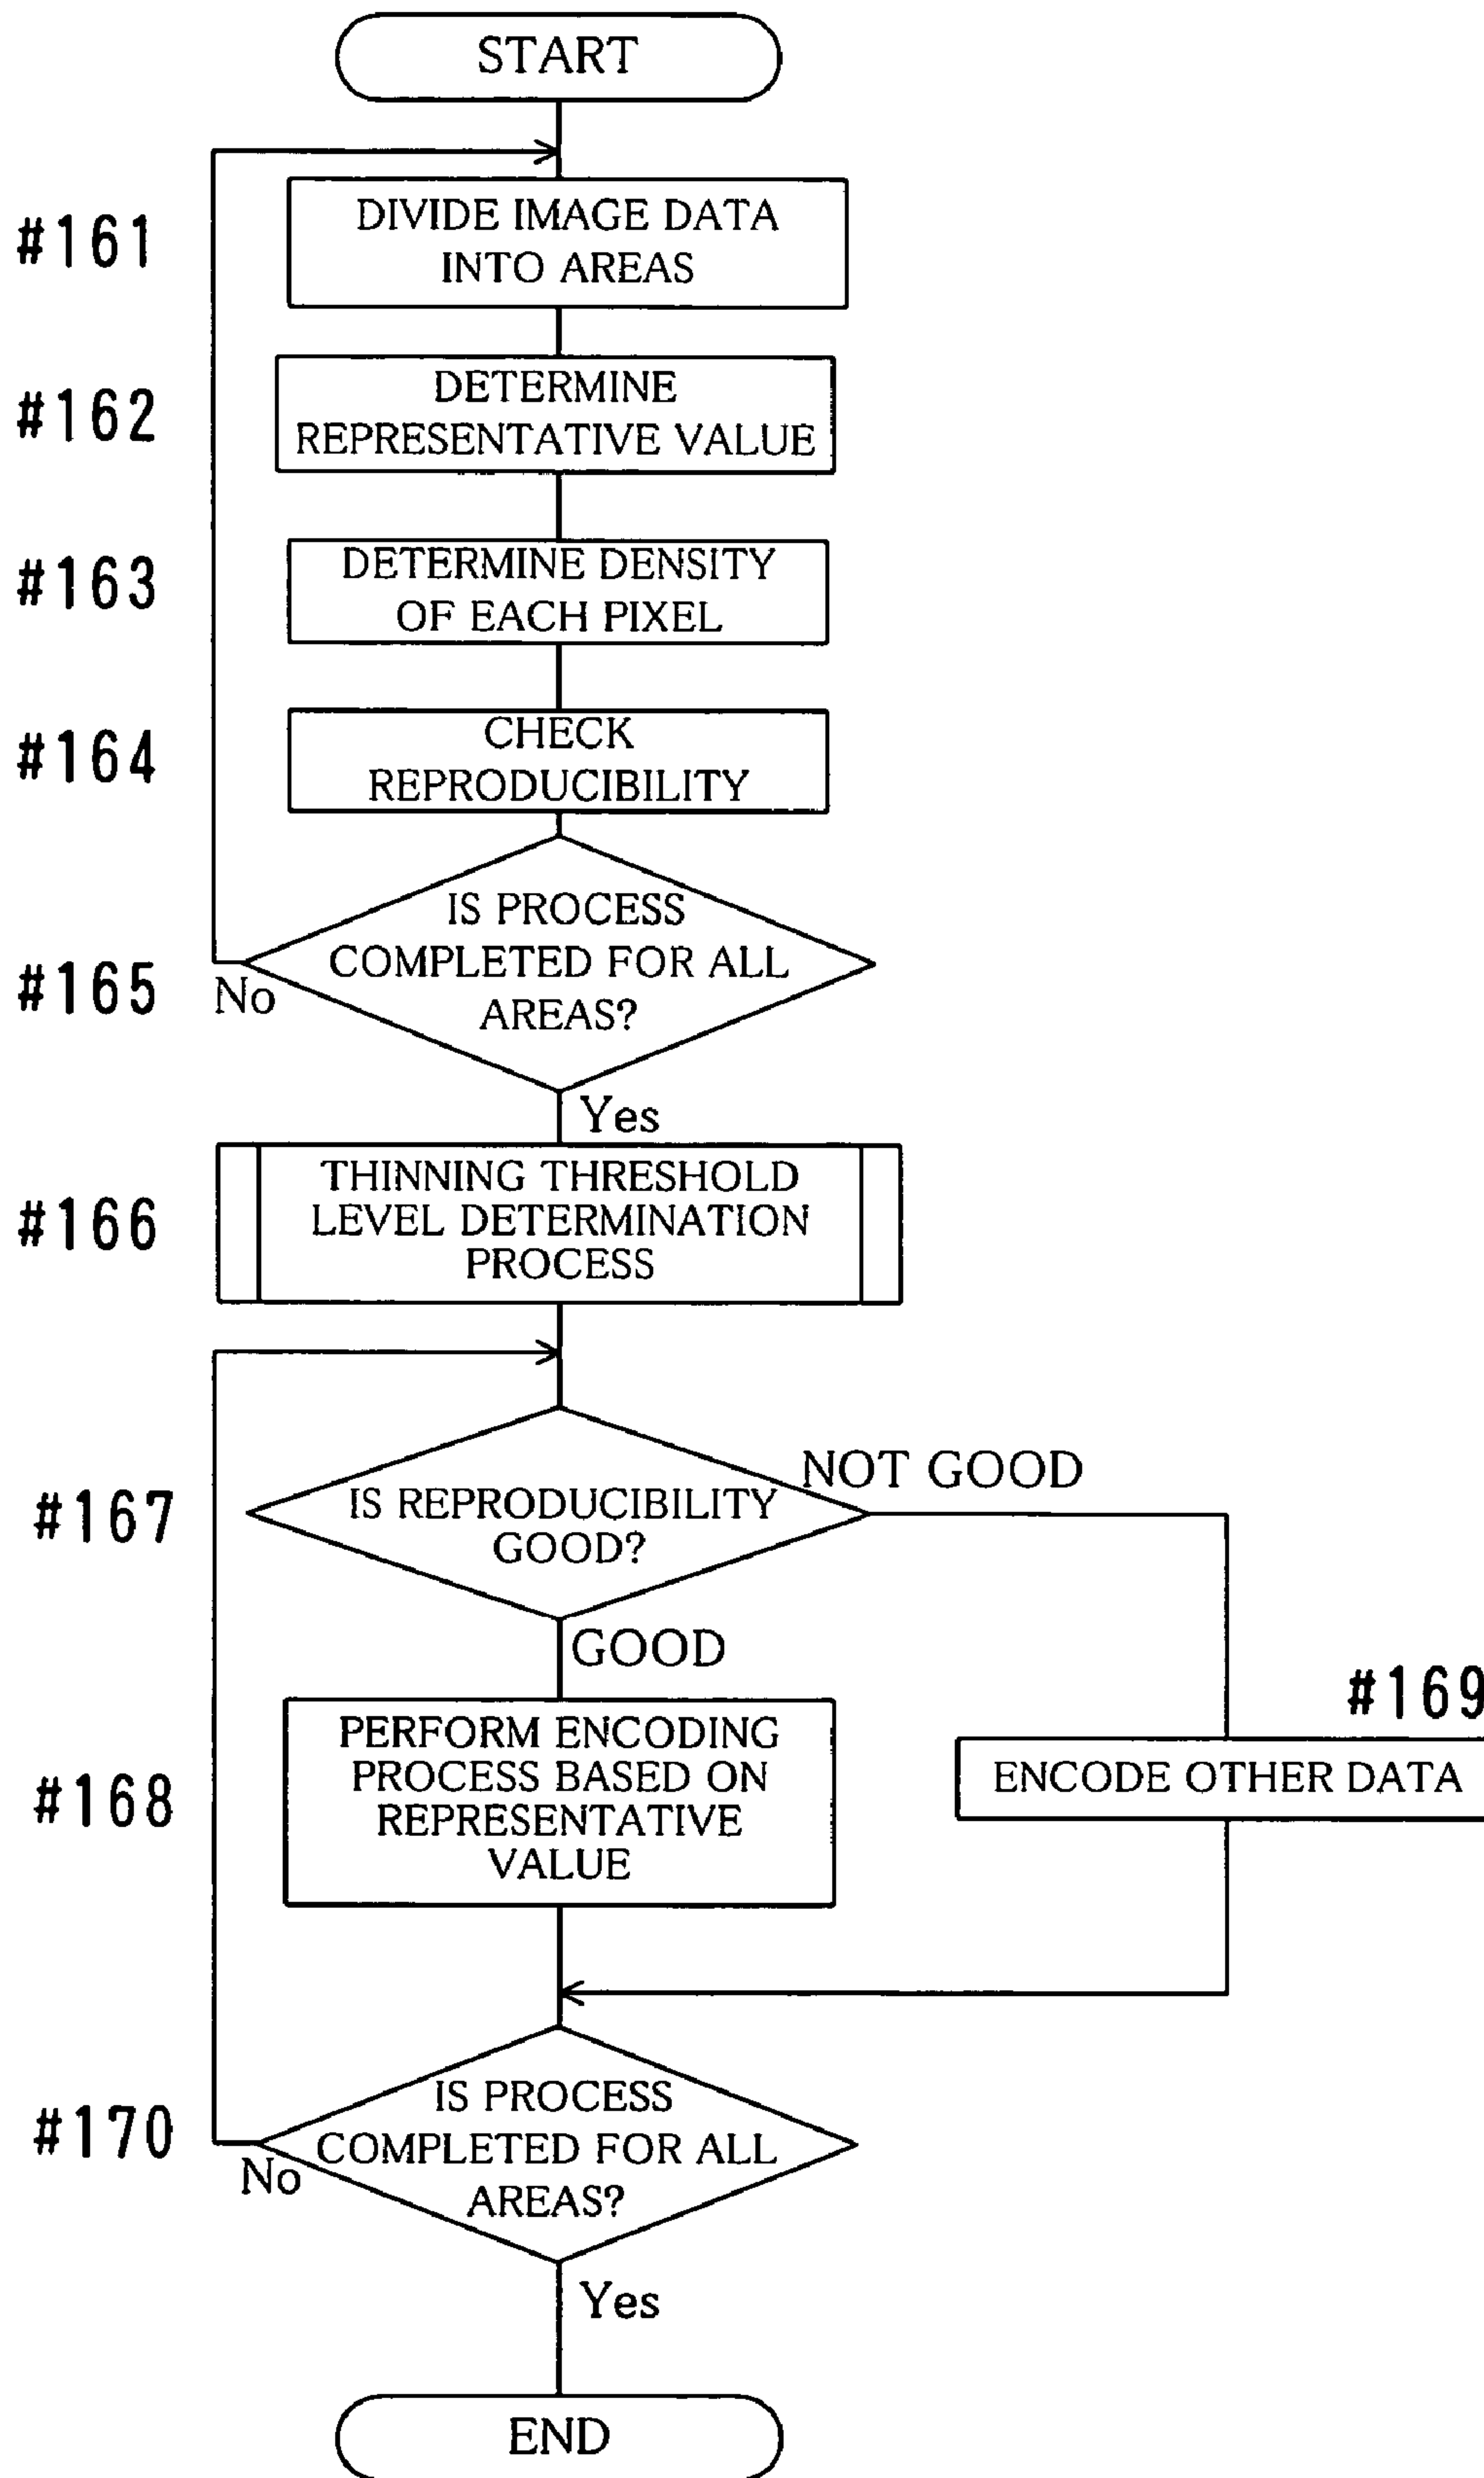 START
#161
DIVIDE IMAGE DATA
INTO AREAS
#162
DETERMINE
REPRESENTATIVE VALUE
#163
DETERMINE DENSITY
OF EACH PIXEL
#164
CHECK
REPRODUCIBILITY
#165
IS PROCESS
COMPLETED FOR ALL
AREAS?
No
Yes
#166
THINNING THRESHOLD
LEVEL DETERMINATION
PROCESS
#167
IS REPRODUCIBILITY
GOOD?
NOT GOOD
GOOD
#168
PERFORM ENCODING
PROCESS BASED ON
REPRESENTATIVE
VALUE
#169
ENCODE OTHER DATA
#170
IS PROCESS
COMPLETED FOR ALL
AREAS?
No
Yes
END